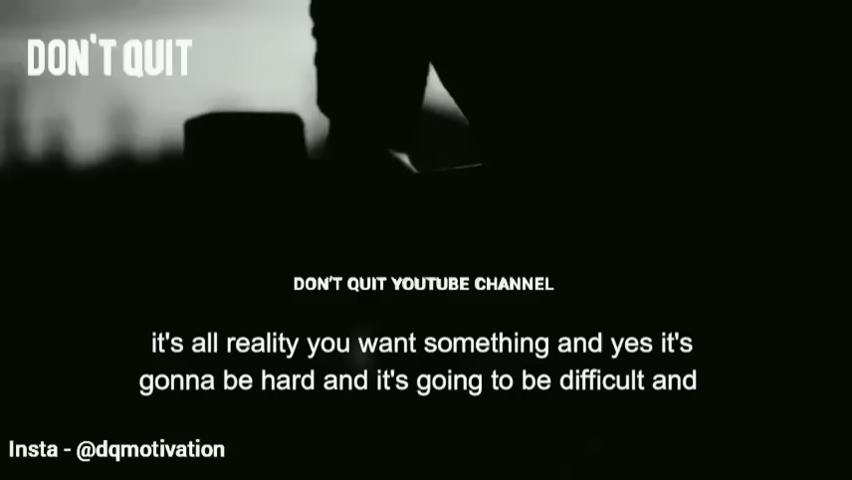 DON'T QUIT
DON'T QUIT YOUTUBE CHANNEL
it's all reality you want something and yes it's
gonna be hard and it's going to be difficult and
Insta - @dqmotivation